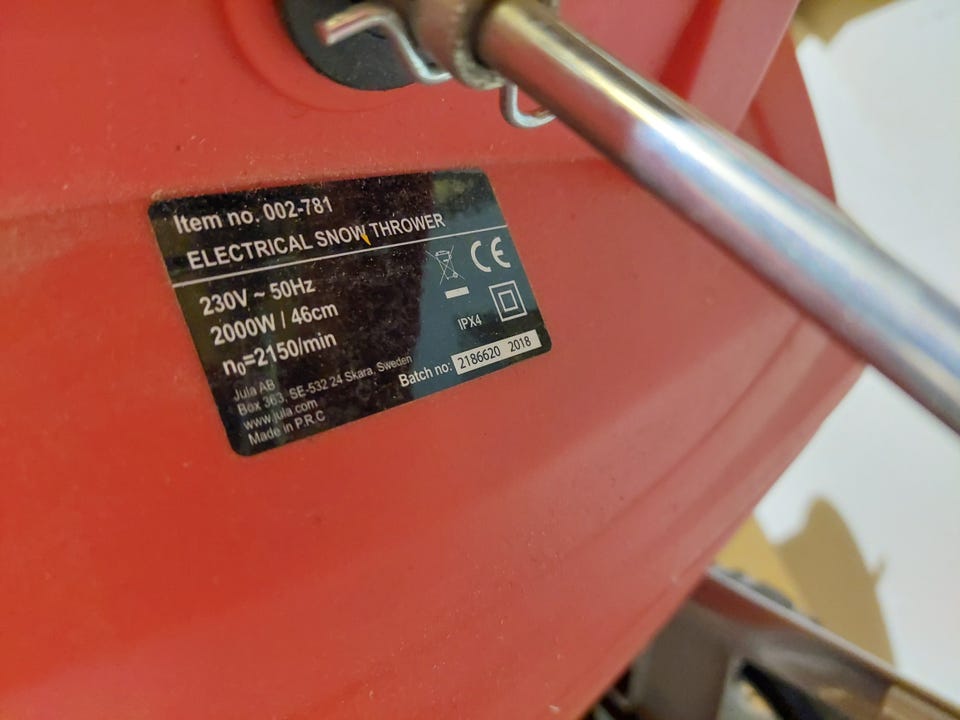 Item no. 002-781
ELECTRICAL SNOW THROWER
230V ~ 50Hz
2000W / 46cm
n₀=2150/min
CE
IPX4
Jula AB
Box 363, SE-532 24 Skara, Sweden
www.jula.com
Made in P.R.C
Batch no: 2186620 2018